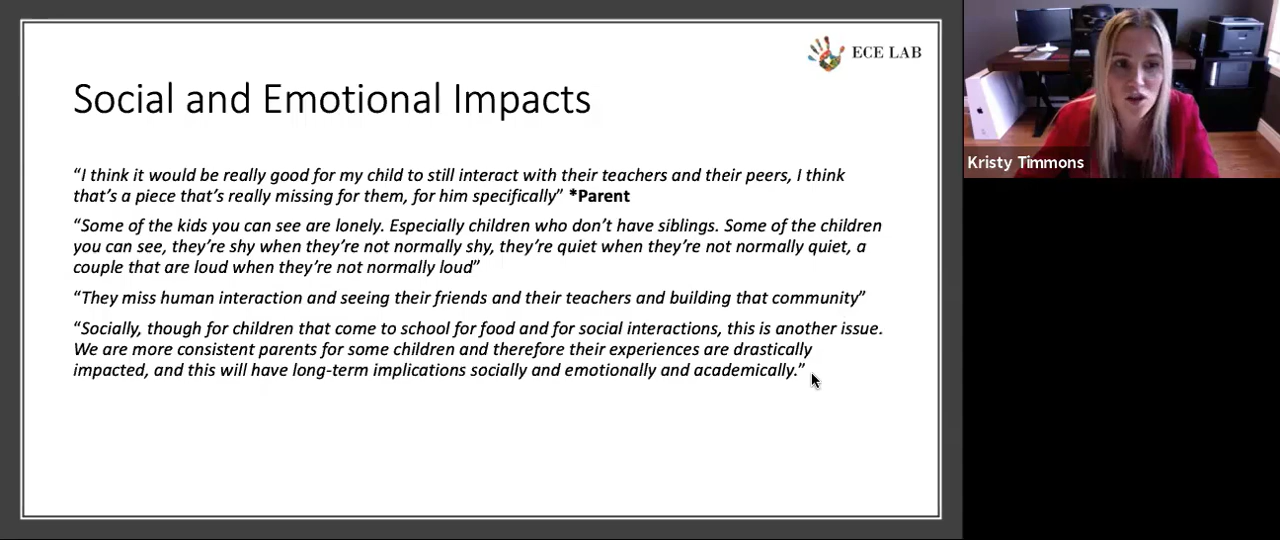 ECE LAB
Social and Emotional Impacts
“I think it would be really good for my child to still interact with their teachers and their peers, I think
that’s a piece that’s really missing for them, for him specifically” *Parent
“Some of the kids you can see are lonely. Especially children who don’t have siblings. Some of the children
you can see, they’re shy when they’re not normally shy, they’re quiet when they’re not normally quiet, a
couple that are loud when they’re not normally loud”
“They miss human interaction and seeing their friends and their teachers and building that community”
“Socially, though for children that come to school for food and for social interactions, this is another issue.
We are more consistent parents for some children and therefore their experiences are drastically
impacted, and this will have long-term implications socially and emotionally and academically.”
Kristy Timmons